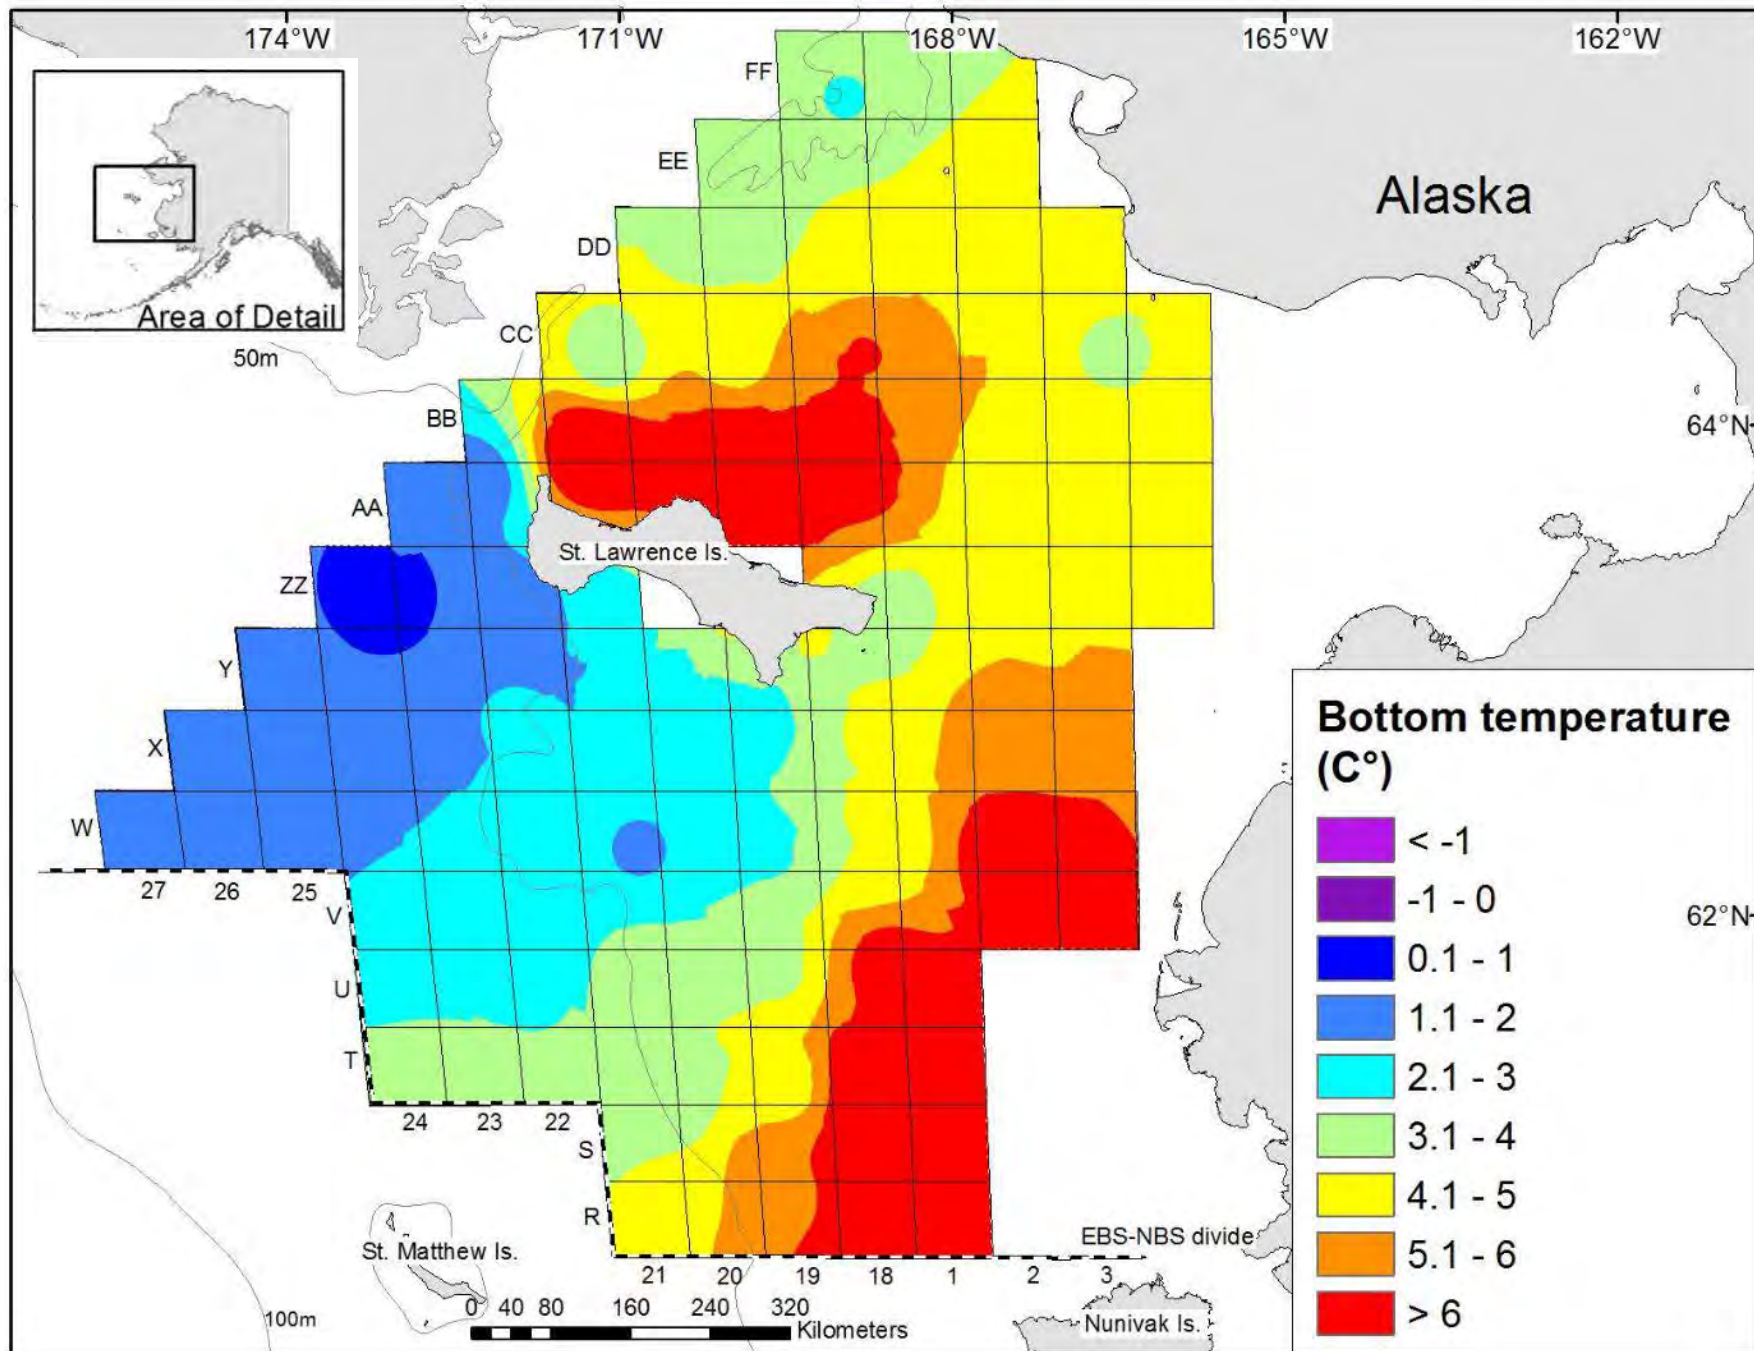 174°W
171°W
168°W
165°W
162°W
FF
EE
Alaska
DD
Area of Detail
CC
50m
BB
64°N
AA
St. Lawrence Is.
ZZ
Y
X
W
27
26
25
V
62°N
U
T
24
23
22
S
R
EBS-NBS divide
St. Matthew Is.
21
20
19
18
1
2
3
0
40
80
160
240
320
Kilometers
100m
Nunivak Is.
Bottom temperature
(C°)
< -1
-1 - 0
0.1 - 1
1.1 - 2
2.1 - 3
3.1 - 4
4.1 - 5
5.1 - 6
> 6